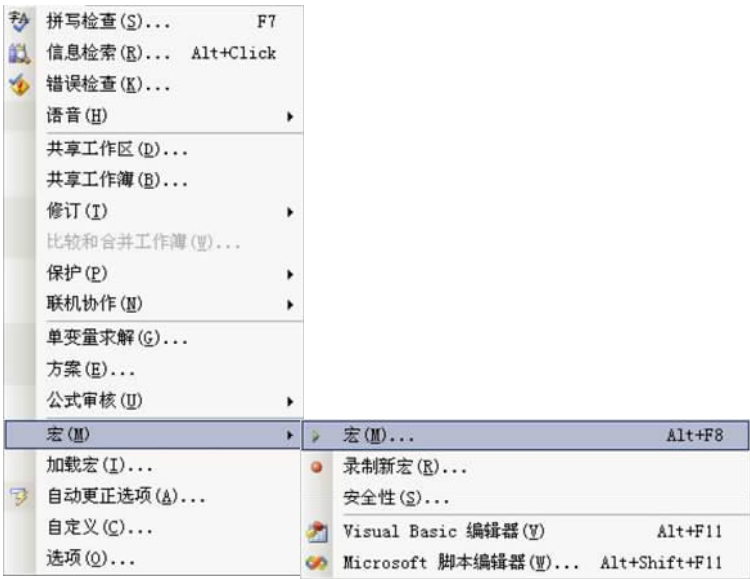 拼写检查(S)... F7
信息检索(R)... Alt+Click
错误检查(K)...
语音(H)
共享工作区(D)...
共享工作簿(B)...
修订(T)
比较和合并工作簿(W)...
保护(P)
联机协作(N)
单变量求解(G)...
方案(E)...
公式审核(U)
宏(M)
加载宏(I)...
自动更正选项(A)...
自定义(C)...
选项(O)...
宏(M)... Alt+F8
录制新宏(R)...
安全性(S)...
Visual Basic 编辑器(V) Alt+F11
Microsoft 脚本编辑器(W)... Alt+Shift+F11